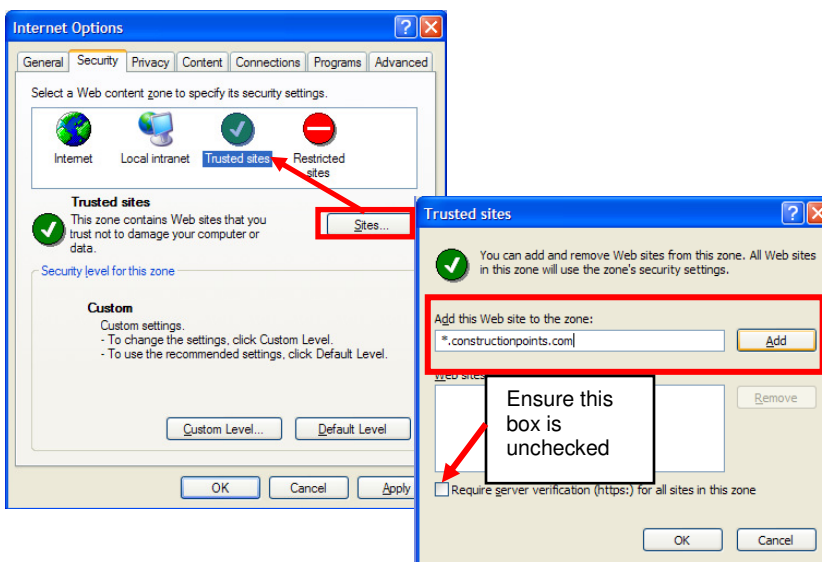 Internet Options
General Security Privacy Content Connections Programs Advanced
Select a Web content zone to specify its security settings.
Internet Local intranet Trusted sites Restricted sites
Trusted sites
This zone contains Web sites that you
trust not to damage your computer or
data.
Sites...
Security level for this zone
Custom
Custom settings.
- To change the settings, click Custom Level.
- To use the recommended settings, click Default Level.
Custom Level... Default Level
OK Cancel Apply
Trusted sites
You can add and remove Web sites from this zone. All Web sites
in this zone will use the zone's security settings.
Add this Web site to the zone:
*.constructionpoints.com Add
Web sites
Remove
Ensure this
box is
unchecked
Require server verification (https:) for all sites in this zone
OK Cancel